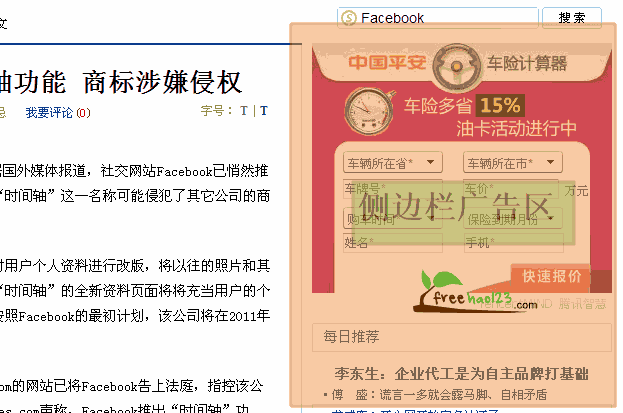 文
Facebook
搜 索
轴功能 商标涉嫌侵权
我要评论(0)
字号： T | T
据国外媒体报道，社交网站Facebook已悄然推
“时间轴”这一名称可能侵犯了其它公司的商
对用户个人资料进行改版，将以往的照片和其
“时间轴”的全新资料页面将将充当用户的个
按照Facebook的最初计划，该公司将在2011年
om的网站已将Facebook告上法庭，指控该公
es.com声称，Facebook推出“时间轴”功
中国平安 车险计算器
车险多省 15%
油卡活动进行中
车辆所在省* 车辆所在市*
车牌号* 车价* 万元
侧边栏广告区
购车时间 保险到期月份
姓名* 手机*
快速报价
freehao123.com
腾讯智慧
每日推荐
李东生：企业代工是为自主品牌打基础
• 傅 盛：谎言一多就会露马脚、自相矛盾